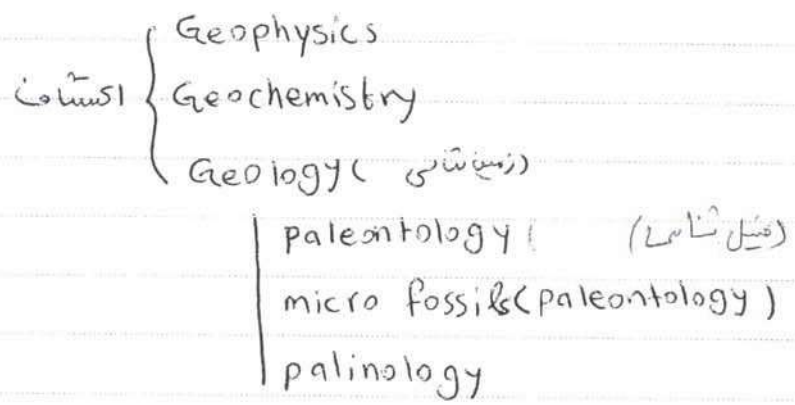 Geophysics
اکتشاف { Geochemistry
Geology (زمین شناسی)
paleontology (فسیل شناسی)
micro fossils (paleontology)
palinology